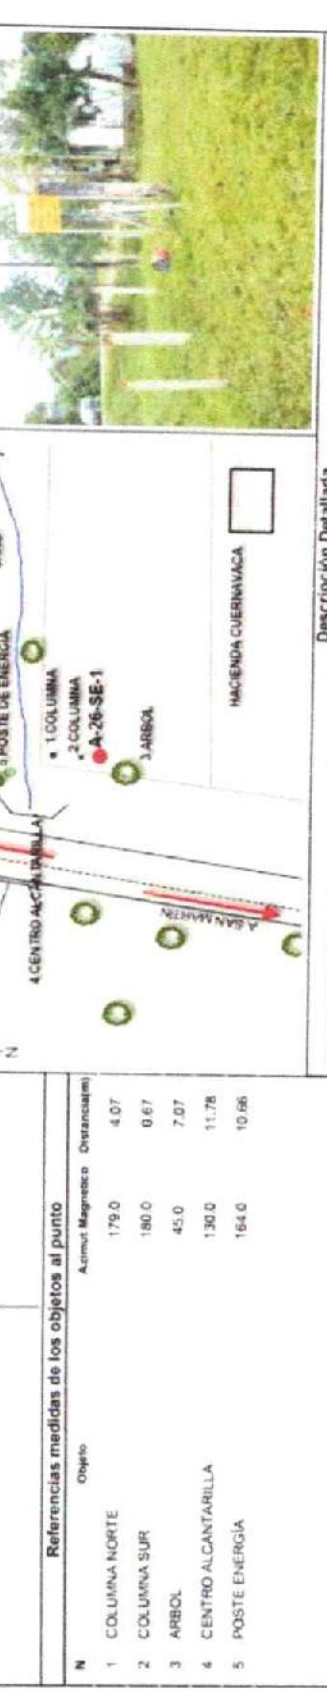 Referencias medidas de los objetos al punto
N Objeto Azimut Magnetico Distancia(m)
1 COLUMNA NORTE 179.0 4.07
2 COLUMNA SUR 180.0 0.67
3 ARBOL 45.0 7.07
4 CENTRO ALCANTARILLA 130.0 11.78
5 POSTE ENERGÍA 164.0 10.66
N
5 POSTE DE ENERGIA
4.CENTRO ALCANTARILLA
1.COLUMNA
2.COLUMNA
A-26-SE-1
3.ARBOL
A SAN MARTIN
HACIENDA CUERNAVACA
Descripción Detallada